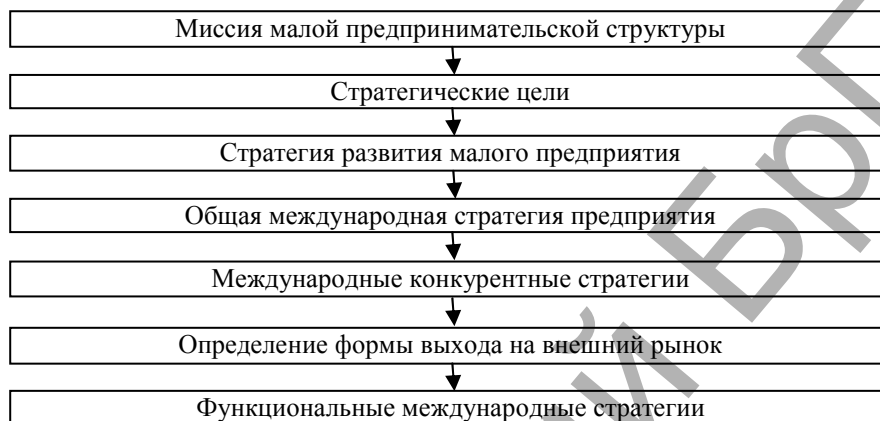 Миссия малой предпринимательской структуры
Стратегические цели
Стратегия развития малого предприятия
Общая международная стратегия предприятия
Международные конкурентные стратегии
Определение формы выхода на внешний рынок
Функциональные международные стратегии